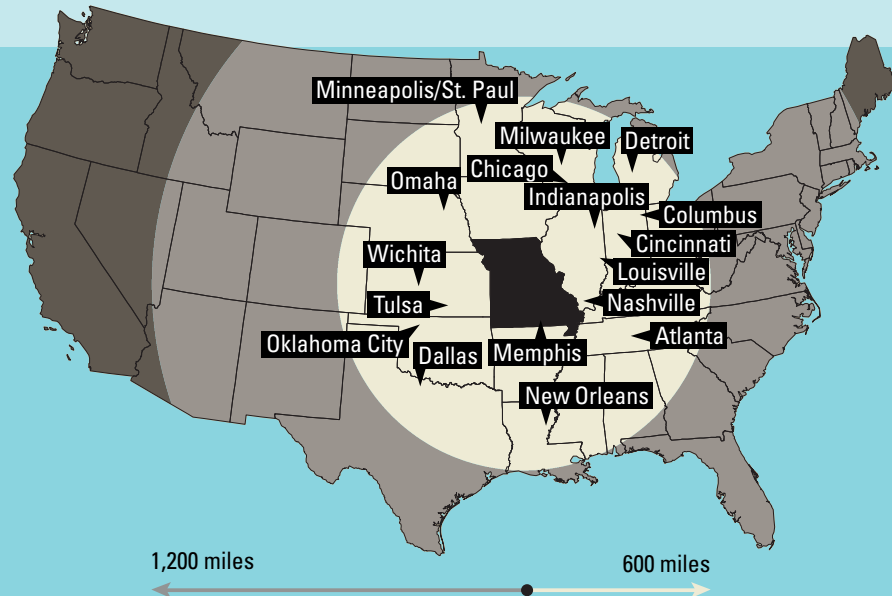 Minneapolis/St. Paul
Milwaukee
Detroit
Chicago
Omaha
Indianapolis
Columbus
Cincinnati
Wichita
Louisville
Tulsa
Nashville
Oklahoma City
Atlanta
Dallas
Memphis
New Orleans
1,200 miles
600 miles